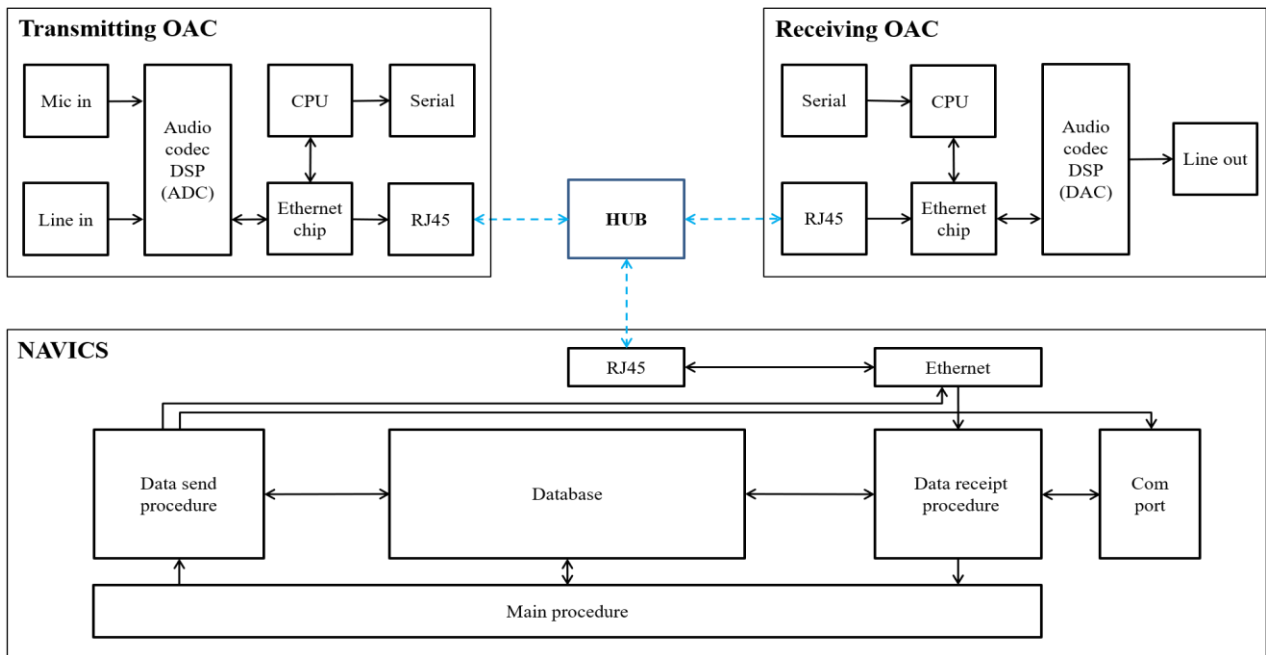 Transmitting OAC
Mic in
Line in
Audio
codec
DSP
(ADC)
CPU
Serial
Ethernet
chip
RJ45
HUB
Receiving OAC
Serial
CPU
RJ45
Ethernet
chip
Audio
codec
DSP
(DAC)
Line out
NAVICS
RJ45
Ethernet
Data send
procedure
Database
Data receipt
procedure
Com
port
Main procedure